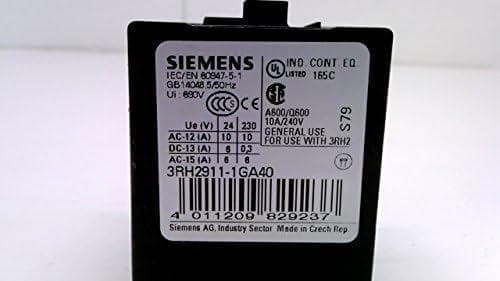 SIEMENS
IEC/EN 60947-5-1
GB14048.5/50Hz
Ui : 690V
CCC S
UL LISTED
IND. CONT. EQ.
165C
A600/Q600
10A/240V
GENERAL USE
FOR USE WITH 3RH2
S79
Ue (V) 24 230
AC-12 (A) 10 10
DC-13 (A) 6 0,3
AC-15 (A) 6 6
3RH2911-1GA40
4 011209 829237
Siemens AG, Industry Sector Made in Czech Rep